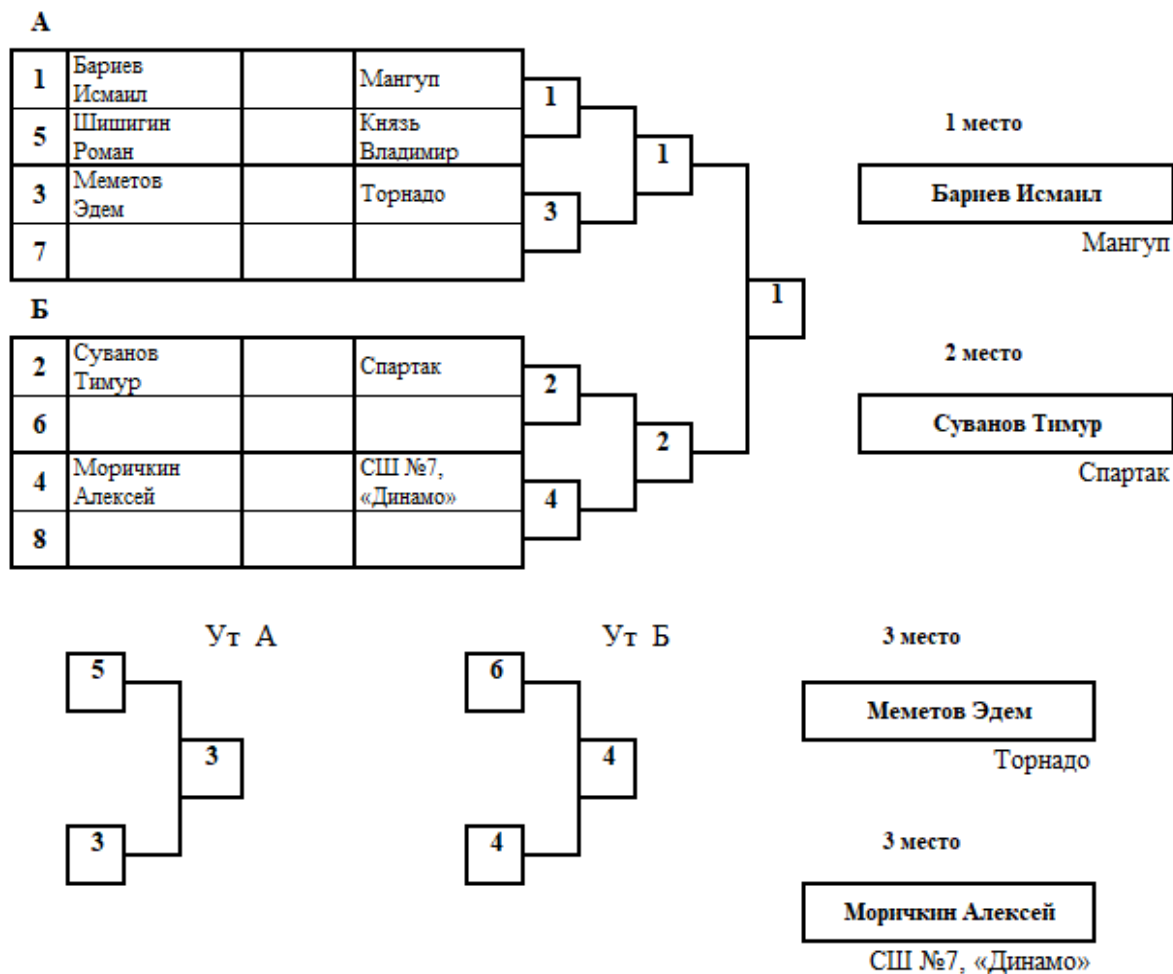 А
1 Бариев Исмаил Мангуп
5 Шишигин Роман Князь Владимир
3 Меметов Эдем Торнадо
7
1
3
1
1
Б
2 Суванов Тимур Спартак
6
4 Моричкин Алексей СШ №7, «Динамо»
8
2
4
2
1 место
Бариев Исмаил
Мангуп
2 место
Суванов Тимур
Спартак
Ут А
5
3
3
Ут Б
6
4
4
3 место
Меметов Эдем
Торнадо
3 место
Моричкин Алексей
СШ №7, «Динамо»